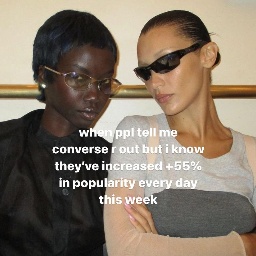 when ppl tell me
converse r out but i know
they've increased +55%
in popularity every day
this week